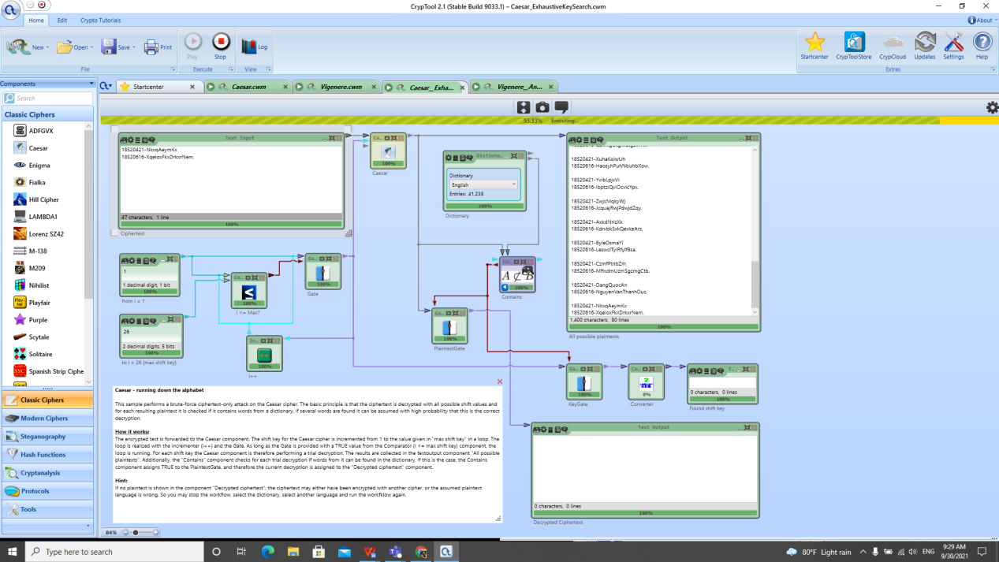 CrypTool 2.1 (Stable Build 9033.1) – Caesar_ExhaustiveKeySearch.cwm
Home Edit Crypto Tutorials About
New Open Save Print Play Stop Log
File Execute View
Startcenter CrypToolStore CrypCloud Updates Settings Help
Extras
Components
Search
Classic Ciphers
ADFGVX
Caesar
Enigma
Fialka
Hill Cipher
LAMBDA1
Lorenz SZ42
M-138
M209
Nihilist
Playfair
Purple
Scytale
Solitaire
Spanish Strip Ciphe
Classic Ciphers
Modern Ciphers
Steganography
Hash Functions
Cryptanalysis
Protocols
Tools
Startcenter Caesar.cwm Vigenere.cwm Caesar_Exha... Vigenere_An...
93.33% Executing...
Text Input
18520421-NkxqAeymKx
18520616-XqeioxFkxDrkxrNem.
47 characters, 1 line
100%
Ciphertext
Ca...
100%
Caesar
Dictiona...
Dictionary
English
Entries: 41,238
100%
Dictionary
Text Output
18520421-XuhaKoiwUh
18520616-HaosyhPuhNbuhbXow.
18520421-YvibLpjxVi
18520616-IbptziQviOcvicYpx.
18520421-ZwjcMqkyWj
18520616-JcquajRwjPdwjdZqy.
18520421-AxkdNrlzXk
18520616-KdrvbkSxkQexkeArz.
18520421-ByleOsmaYl
18520616-LeswclTylRfylfBsa.
18520421-CzmfPtnbZm
18520616-MftxdmUzmSgzmgCtb.
18520421-DangQuocAn
18520616-NguyenVanThanhDuc.
18520421-NkxqAeymKx
18520616-XqeioxFkxDrkxrNem.
1,400 characters, 80 lines
100%
All possible plaintexts
1
1 decimal digit, 1 bit
100%
from i = 1
26
2 decimal digits, 5 bits
100%
to i = 26 (max shift key)
Co...
≤
100%
i <= Max?
Ga...
100%
Gate
In...
100%
i++
Co...
A ⊄ B
4 100%
Contains
Ga...
100%
PlaintextGate
Ga...
100%
KeyGate
Co...
0%
Converter
T...
0 characters, 0 lines
100%
Found shift key
Text Output
0 characters, 0 lines
100%
Decrypted Ciphertext
Caesar - running down the alphabet
This sample performs a brute-force ciphertext-only attack on the Caesar cipher. The basic principle is that the ciphertext is decrypted with all possible shift values and
for each resulting plaintext it is checked if it contains words from a dictionary. If several words are found it can be assumed with high probability that this is the correct
decryption.
How it works:
The encrypted text is forwarded to the Caesar component. The shift key for the Caesar cipher is incremented from 1 to the value given in "max shift key" in a loop. The
loop is realized with the incrementer (i++) and the Gate. As long as the Gate is provided with a TRUE value from the Comparator (i <= max shift key) component, the
loop is running. For each shift key the Caesar component is therefore performing a trial decryption. The results are collected in the textoutput component "All possible
plaintexts". Additionally, the "Contains" component checks for each trial decryption if words from it can be found in the dictionary. If this is the case, the Contains
component assigns TRUE to the PlaintextGate, and therefore the current decryption is assigned to the "Decrypted ciphertext" component.
Hint:
If no plaintext is shown in the component "Decrypted ciphertext", the ciphertext may either have been encrypted with another cipher, or the assumed plaintext
language is wrong. So you may stop the workflow, select the dictionary, select another language and run the workfklow again.
84%
Type here to search
80°F Light rain ENG
9:29 AM
9/30/2021